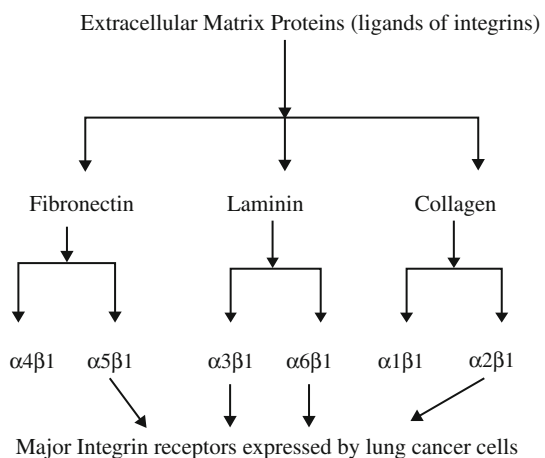 Extracellular Matrix Proteins (ligands of integrins)
Fibronectin Laminin Collagen
α4β1 α5β1 α3β1 α6β1 α1β1 α2β1
Major Integrin receptors expressed by lung cancer cells